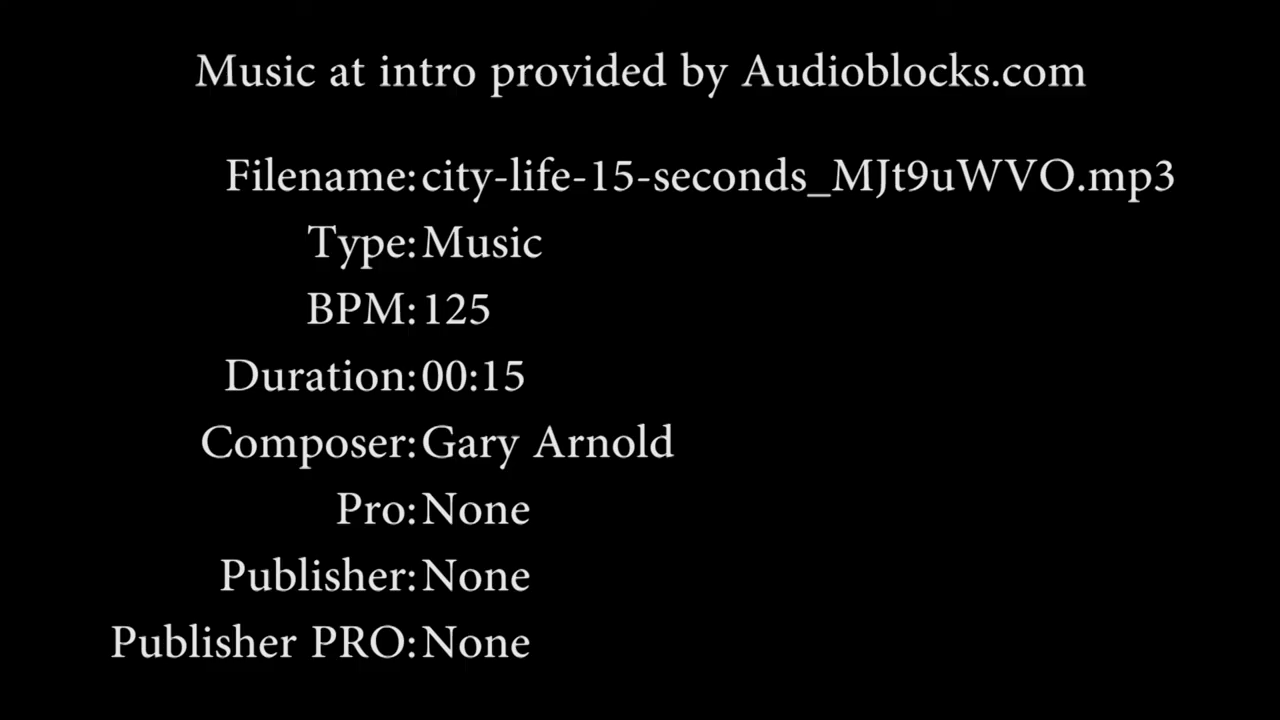 Music at intro provided by Audioblocks.com
Filename: city-life-15-seconds_MJt9uWVO.mp3
Type: Music
BPM: 125
Duration: 00:15
Composer: Gary Arnold
Pro: None
Publisher: None
Publisher PRO: None